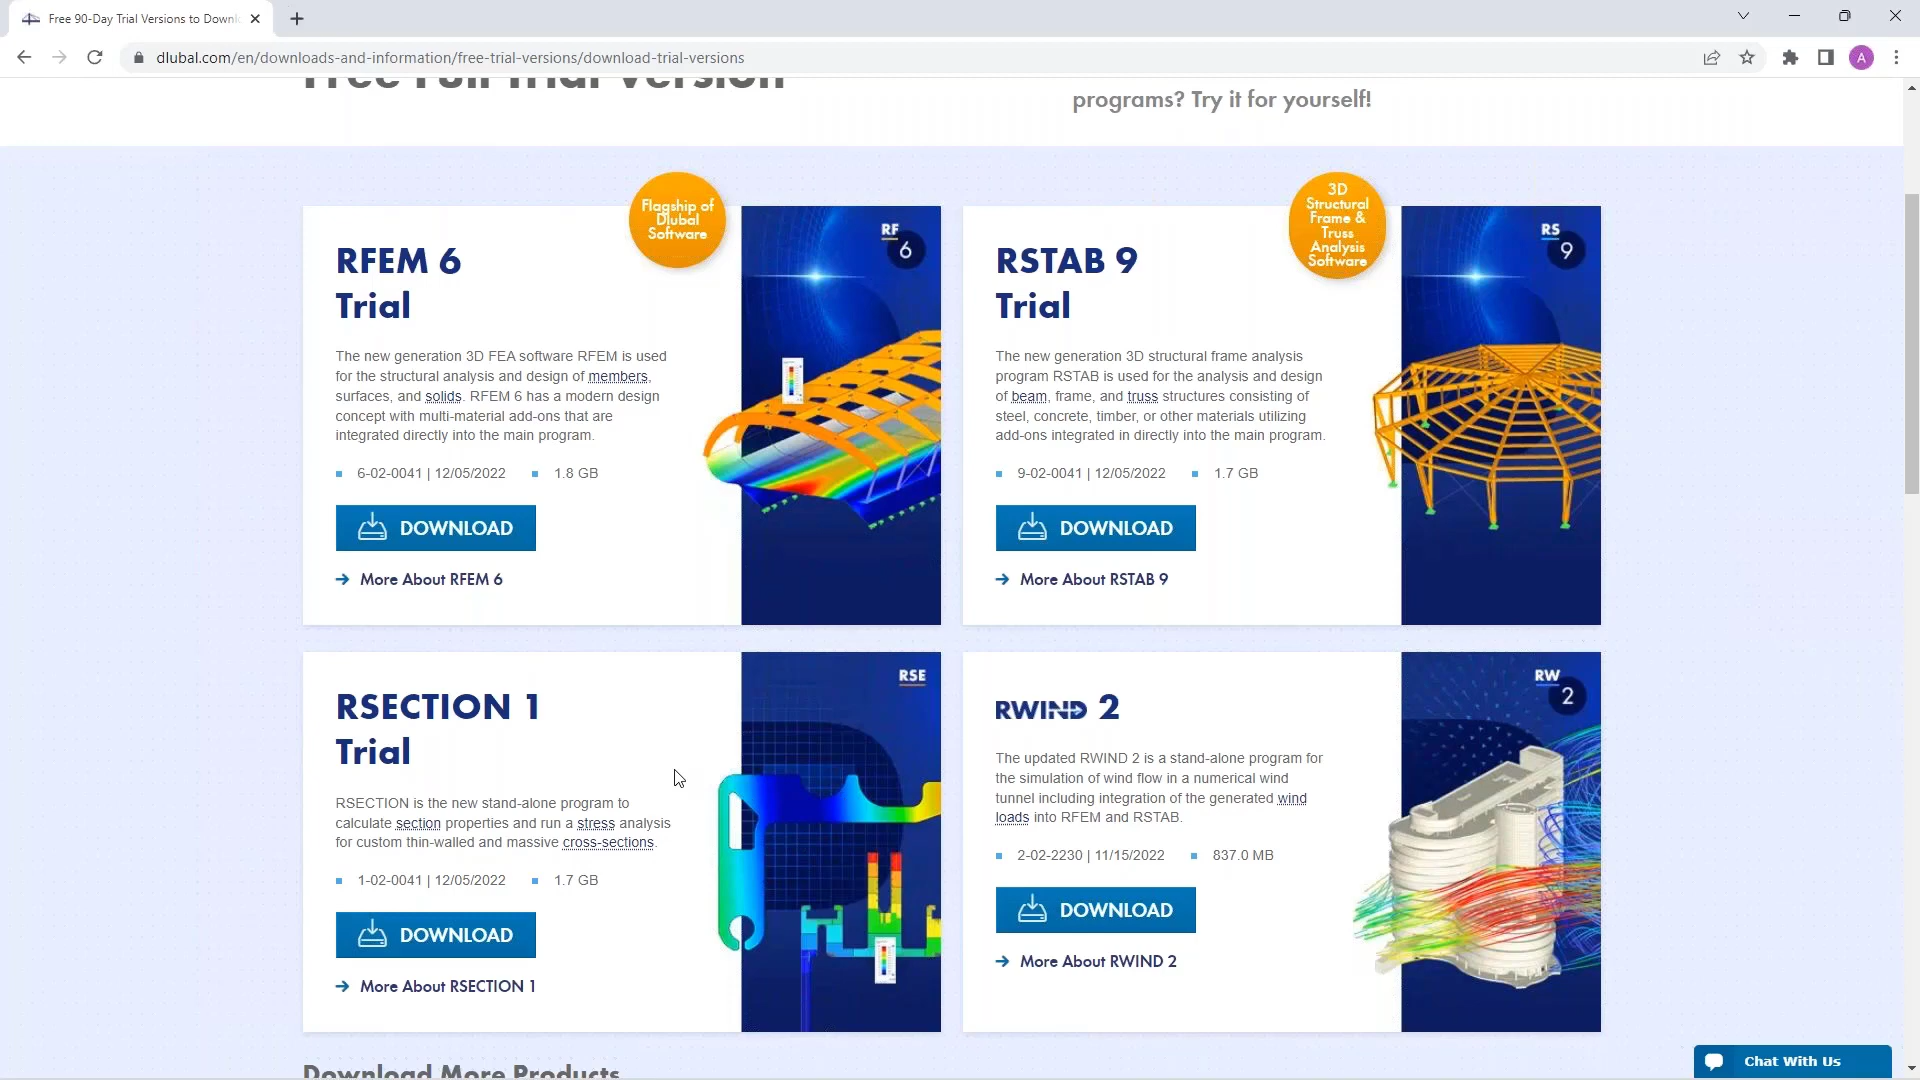 Free 90-Day Trial Versions to Downl
dlubal.com/en/downloads-and-information/free-trial-versions/download-trial-versions
A
Free Full Trial Version
programs? Try it for yourself!
Flagship of
Dlubal
Software
RFEM 6
Trial
The new generation 3D FEA software RFEM is used
for the structural analysis and design of members,
surfaces, and solids. RFEM 6 has a modern design
concept with multi-material add-ons that are
integrated directly into the main program.
6-02-0041 | 12/05/2022
1.8 GB
DOWNLOAD
More About RFEM 6
RF
6
3D
Structural
Frame &
Truss
Analysis
Software
RSTAB 9
Trial
The new generation 3D structural frame analysis
program RSTAB is used for the analysis and design
of beam, frame, and truss structures consisting of
steel, concrete, timber, or other materials utilizing
add-ons integrated in directly into the main program.
9-02-0041 | 12/05/2022
1.7 GB
DOWNLOAD
More About RSTAB 9
RS
9
RSECTION 1
Trial
RSECTION is the new stand-alone program to
calculate section properties and run a stress analysis
for custom thin-walled and massive cross-sections.
1-02-0041 | 12/05/2022
1.7 GB
DOWNLOAD
More About RSECTION 1
RSE
RWIND 2
The updated RWIND 2 is a stand-alone program for
the simulation of wind flow in a numerical wind
tunnel including integration of the generated wind
loads into RFEM and RSTAB.
2-02-2230 | 11/15/2022
837.0 MB
DOWNLOAD
More About RWIND 2
RW
2
Download More Products
Chat With Us